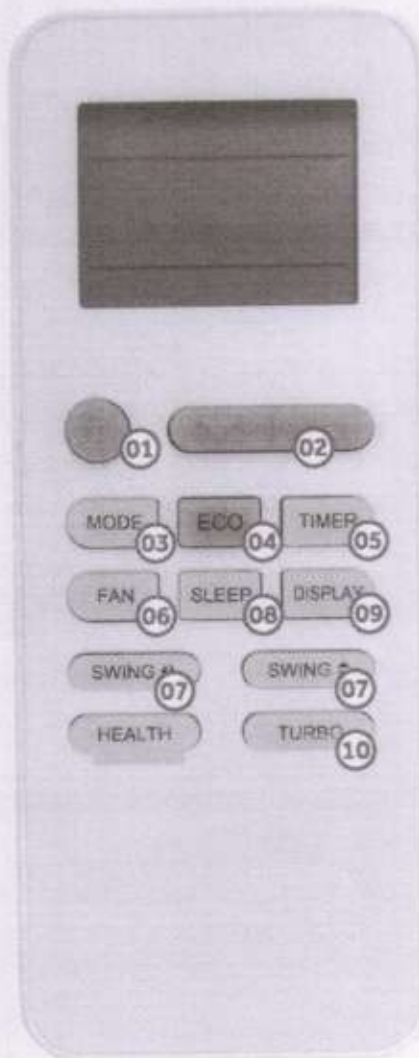 01 02
MODE ECO TIMER
03 04 05
FAN SLEEP DISPLAY
06 08 09
SWING SWING
07 07
HEALTH TURBO
10